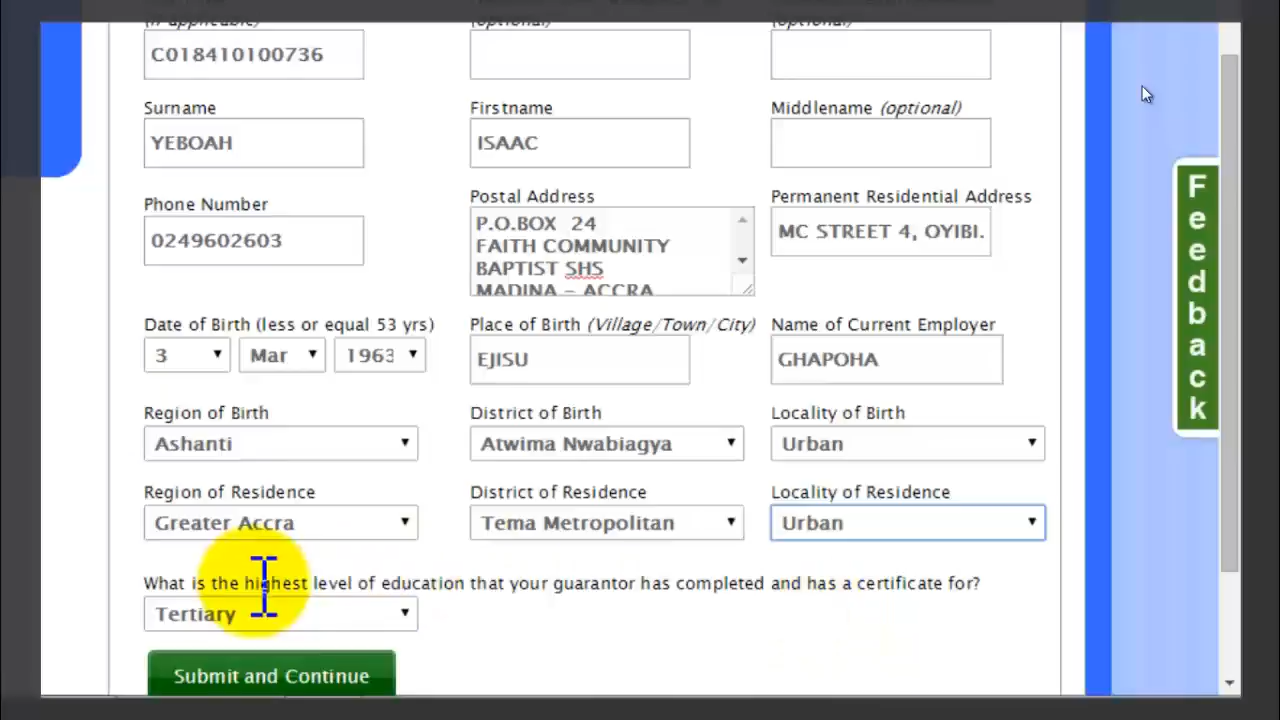 (if applicable)
(optional)
(optional)
C018410100736
Surname
Firstname
Middlename (optional)
YEBOAH
ISAAC
Phone Number
Postal Address
Permanent Residential Address
0249602603
P.O.BOX 24
FAITH COMMUNITY
BAPTIST SHS
MADINA - ACCRA
MC STREET 4, OYIBI.
Date of Birth (less or equal 53 yrs)
Place of Birth (Village/Town/City)
Name of Current Employer
3
Mar
1963
EJISU
GHAPOHA
Region of Birth
District of Birth
Locality of Birth
Ashanti
Atwima Nwabiagya
Urban
Region of Residence
District of Residence
Locality of Residence
Greater Accra
Tema Metropolitan
Urban
What is the highest level of education that your guarantor has completed and has a certificate for?
Tertiary
Submit and Continue
Feedback